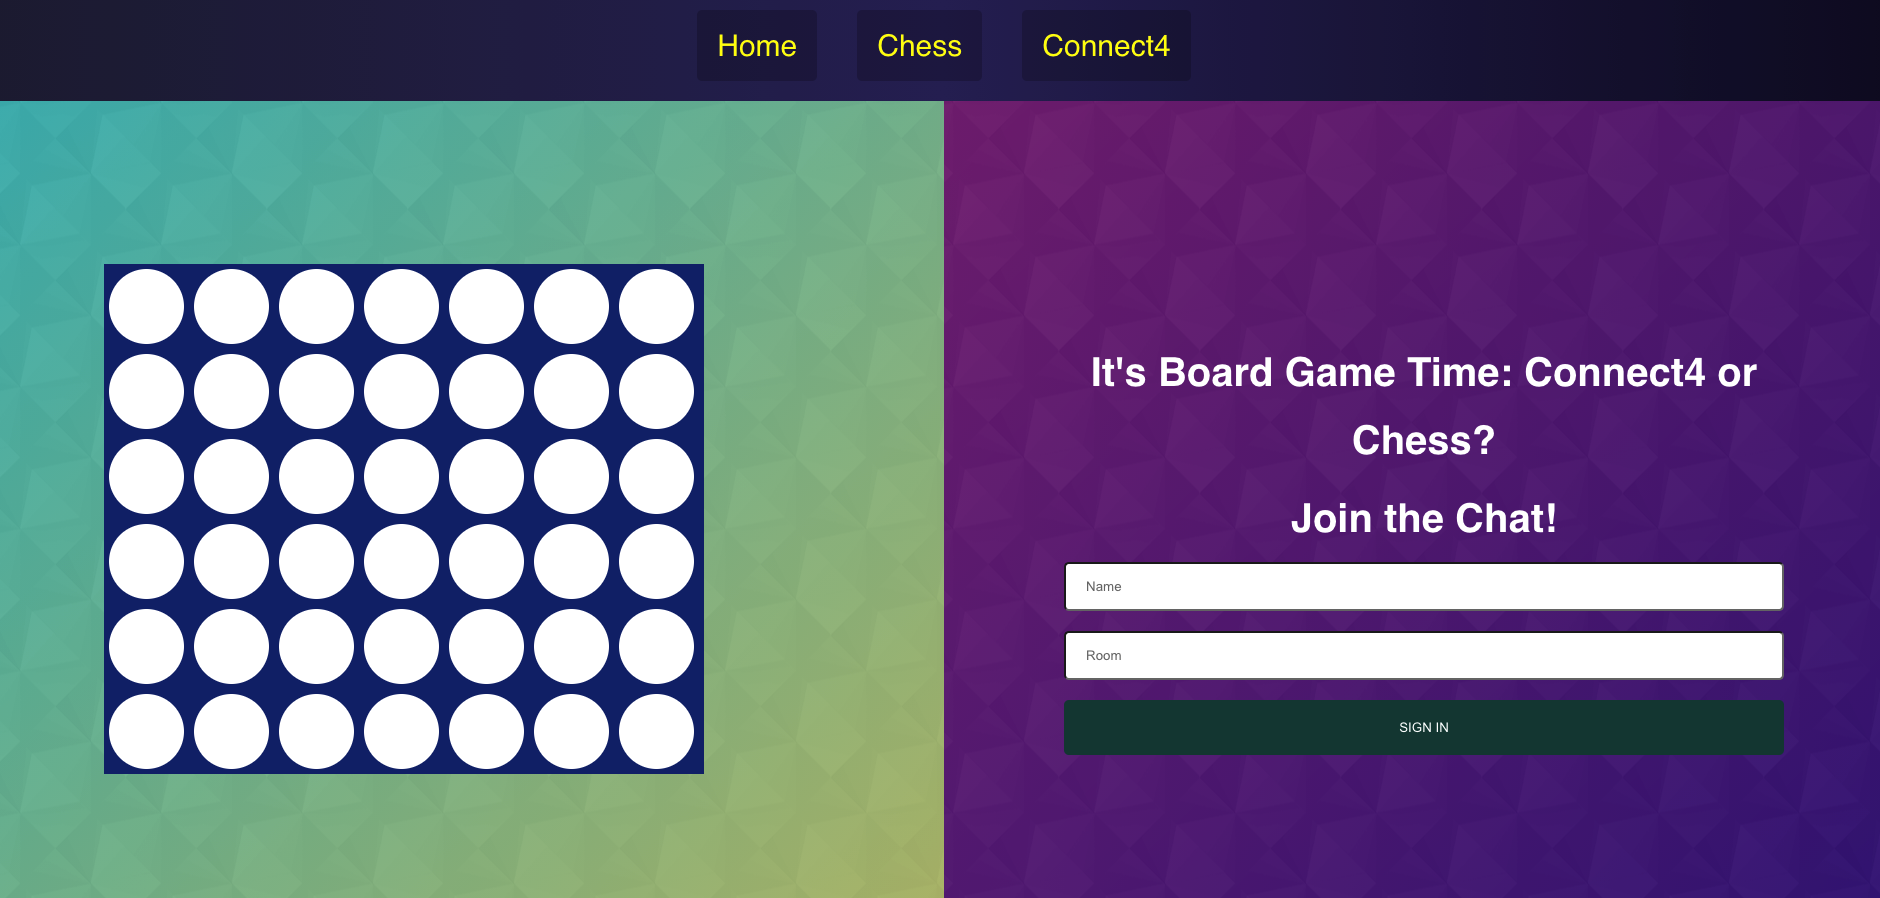 Home Chess Connect4
It's Board Game Time: Connect4 or
Chess?
Join the Chat!
Name
Room
SIGN IN